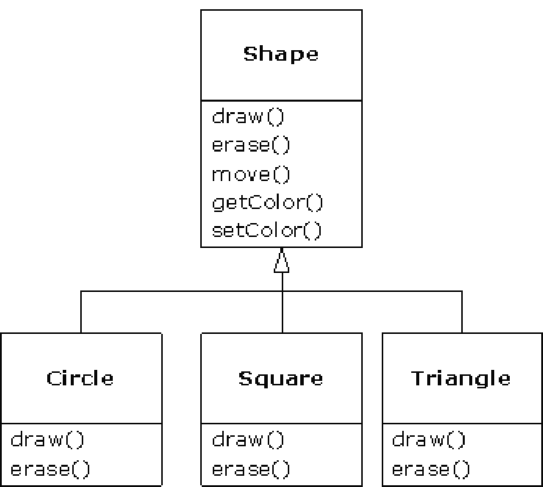 Shape
draw()
erase()
move()
getColor()
setColor()
Circle
draw()
erase()
Square
draw()
erase()
Triangle
draw()
erase()